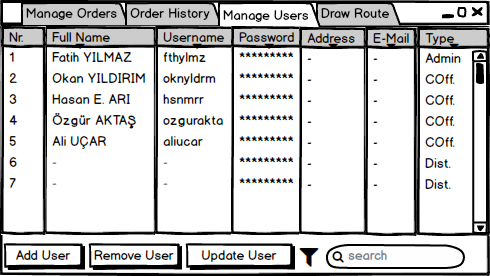 Manage Orders Order History Manage Users Draw Route
Nr. Full Name Username Password Address E-Mail Type
1 Fatih YILMAZ fthylmz ********* - - Admin
2 Okan YILDIRIM oknyldrm ********* - - COff.
3 Hasan E. ARI hsnmrr ********* - - COff.
4 Özgür AKTAŞ ozgurakta ********* - - COff.
5 Ali UÇAR aliucar ********* - - COff.
6 - ********* - - Dist.
7 - ********* - - Dist.
Add User Remove User Update User search